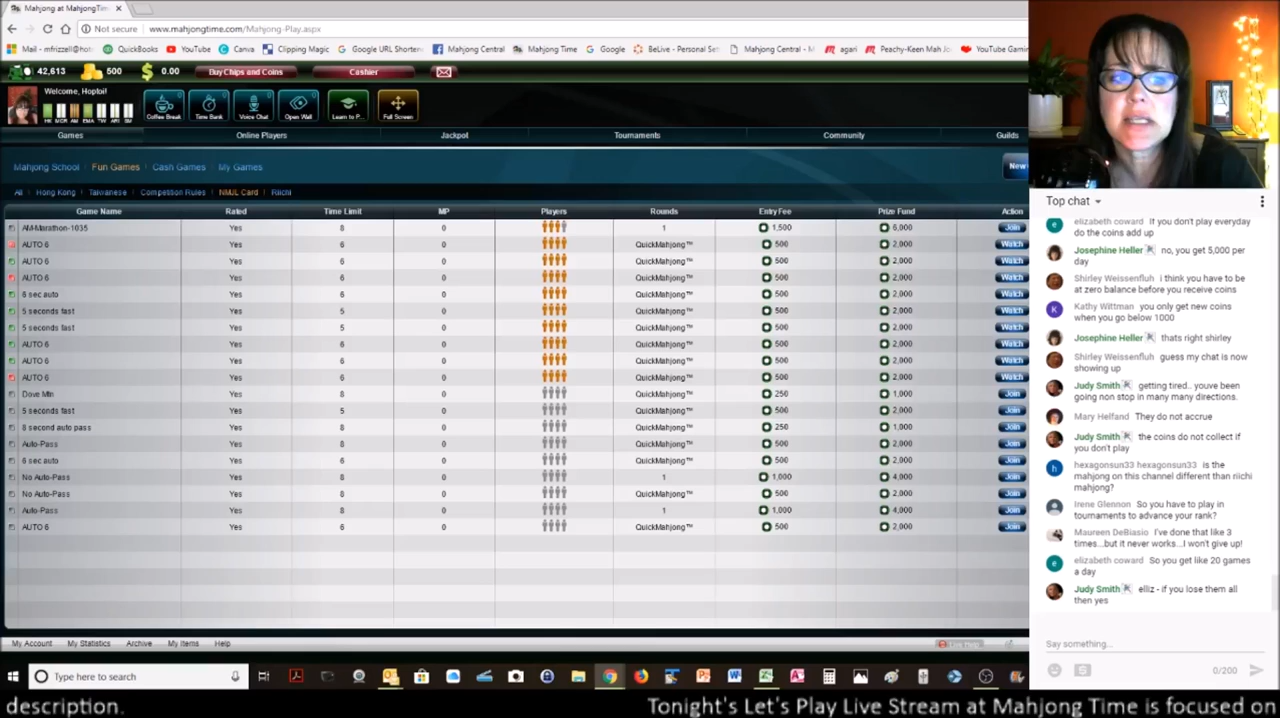 Mahjong at MahjongTime
Not secure www.mahjongtime.com/Mahjong-Play.aspx
Mail - mfrizzell@hot QuickBooks YouTube Canva Clipping Magic Google URL Shorten Mahjong Central Mahjong Time Google BeLive - Personal Set Mahjong Central - M agari Peachy-Keen Mah Jo YouTube Gaming
42,613 500 0.00 Buy Chips and Coins Cashier
Welcome, Hoptoi!
HK MCR AM EMA TW
Coffee Break Time Bank Voice Chat Open Wall Learn to P... Full Screen
Games Online Players Jackpot Tournaments Community Guilds
Mahjong School Fun Games Cash Games My Games New
All Hong Kong Taiwanese Competition Rules NMJL Card Riichi
Game Name Rated Time Limit MP Players Rounds Entry Fee Prize Fund Action
AM-Marathon-1035 Yes 8 0 1 1,500 6,000 Join
AUTO 6 Yes 6 0 QuickMahjong™ 500 2,000 Watch
AUTO 6 Yes 6 0 QuickMahjong™ 500 2,000 Watch
AUTO 6 Yes 6 0 QuickMahjong™ 500 2,000 Watch
6 sec auto Yes 6 0 QuickMahjong™ 500 2,000 Watch
5 seconds fast Yes 5 0 QuickMahjong™ 500 2,000 Watch
5 seconds fast Yes 5 0 QuickMahjong™ 500 2,000 Watch
AUTO 6 Yes 6 0 QuickMahjong™ 500 2,000 Watch
AUTO 6 Yes 6 0 QuickMahjong™ 500 2,000 Watch
AUTO 6 Yes 6 0 QuickMahjong™ 500 2,000 Watch
Dove Mtn Yes 8 0 QuickMahjong™ 250 1,000 Join
5 seconds fast Yes 5 0 QuickMahjong™ 500 2,000 Join
8 second auto pass Yes 8 0 QuickMahjong™ 250 1,000 Join
Auto-Pass Yes 8 0 QuickMahjong™ 500 2,000 Join
6 sec auto Yes 6 0 QuickMahjong™ 500 2,000 Join
No Auto-Pass Yes 8 0 1 1,000 4,000 Join
No Auto-Pass Yes 8 0 QuickMahjong™ 500 2,000 Join
Auto-Pass Yes 8 0 1 1,000 4,000 Join
AUTO 6 Yes 6 0 QuickMahjong™ 500 2,000 Join
My Account My Statistics Archive My Items Help
Type here to search
Top chat
elizabeth coward If you don't play everyday
do the coins add up
Josephine Heller no, you get 5,000 per
day
Shirley Weissenfluh i think you have to be
at zero balance before you receive coins
Kathy Wittman you only get new coins
when you go below 1000
Josephine Heller thats right shirley
Shirley Weissenfluh guess my chat is now
showing up
Judy Smith getting tired.. youve been
going non stop in many many directions.
Mary Helfand They do not accrue
Judy Smith the coins do not collect if
you don't play
hexagonsun33 hexagonsun33 is the
mahjong on this channel different than riichi
mahjong?
Irene Glennon So you have to play in
tournaments to advance your rank?
Maureen DeBiasio I've done that like 3
times...but it never works...I won't give up!
elizabeth coward So you get like 20 games
a day
Judy Smith elliz - if you lose them all
then yes
Say something...
0/200
description. Tonight's Let's Play Live Stream at Mahjong Time is focused on